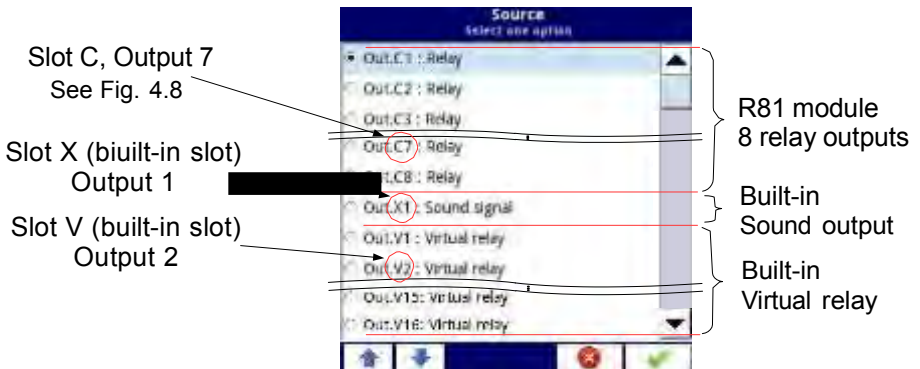 Source
Select one option
Slot C, Output 7
See Fig. 4.8
Slot X (biuilt-in slot)
Output 1
Slot V (built-in slot)
Output 2
Out.C1 : Relay
Out.C2 : Relay
Out.C3 : Relay
Out.C7 : Relay
Out.C8 : Relay
Out.X1 : Sound signal
Out.V1 : Virtual relay
Out.V2 : Virtual relay
Out.V15: Virtual relay
Out.V16: Virtual relay
R81 module
8 relay outputs
Built-in
Sound output
Built-in
Virtual relay